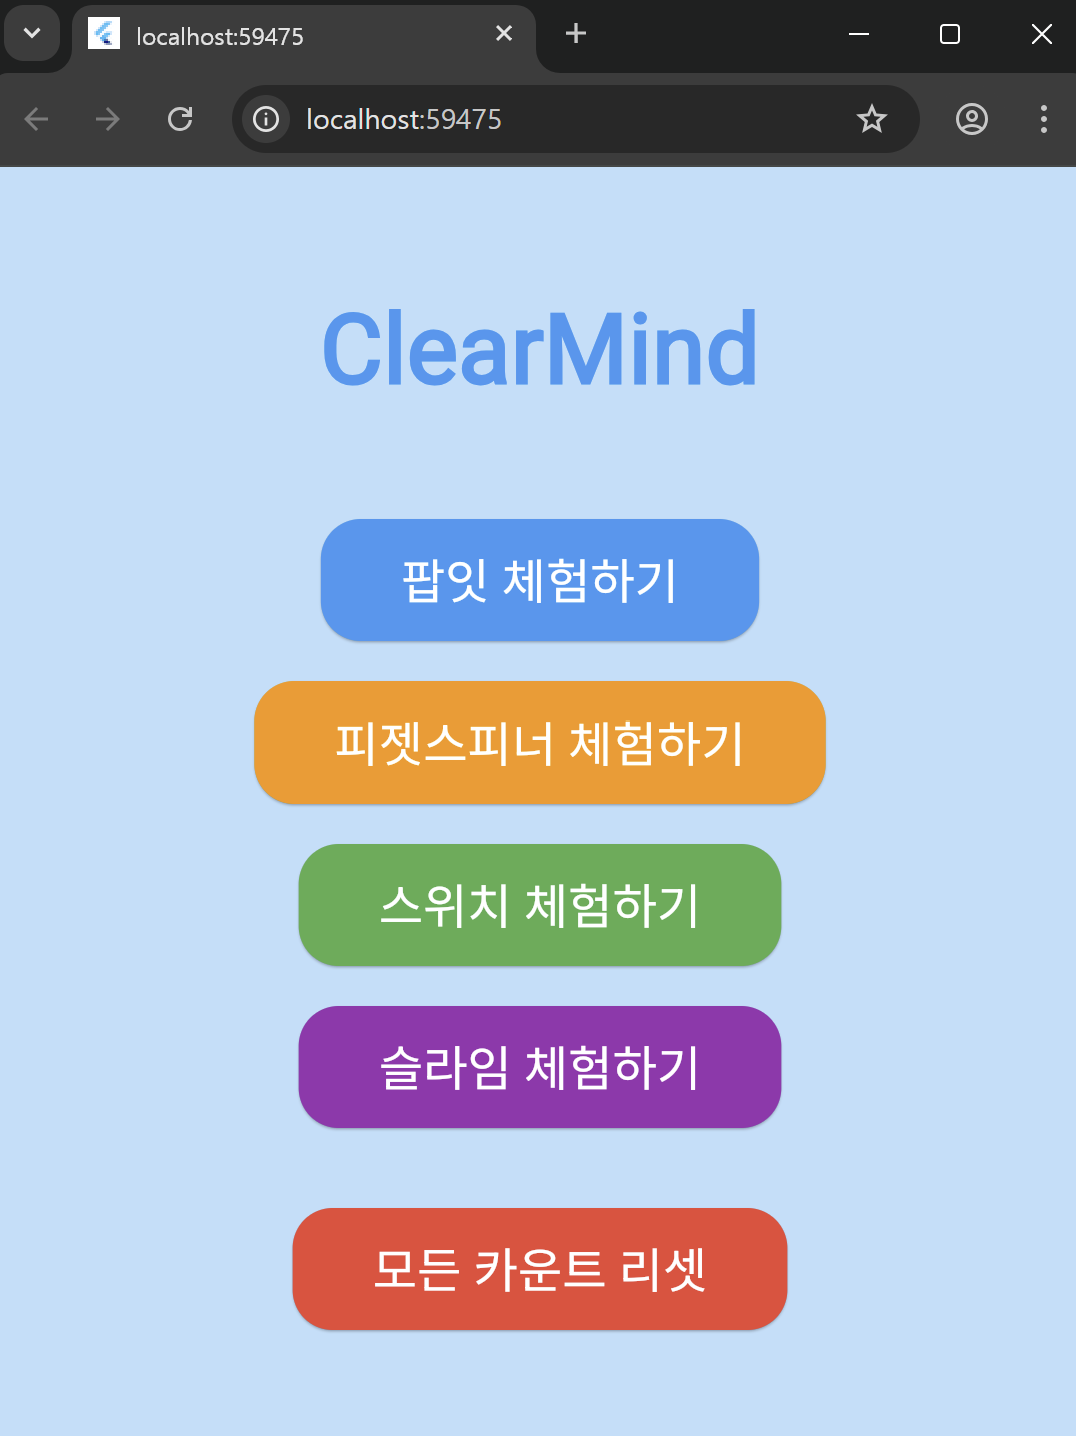 localhost:59475
localhost:59475
ClearMind
팝잇 체험하기
피젯스피너 체험하기
스위치 체험하기
슬라임 체험하기
모든 카운트 리셋